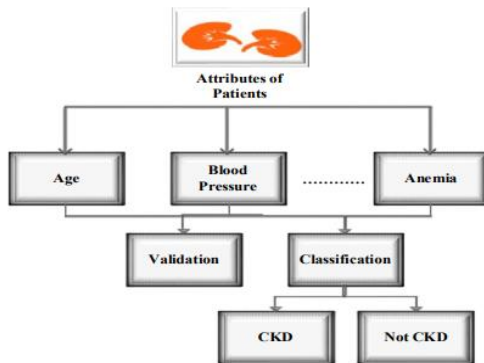 Attributes of
Patients
Age
Blood
Pressure
............
Anemia
Validation
Classification
CKD
Not CKD